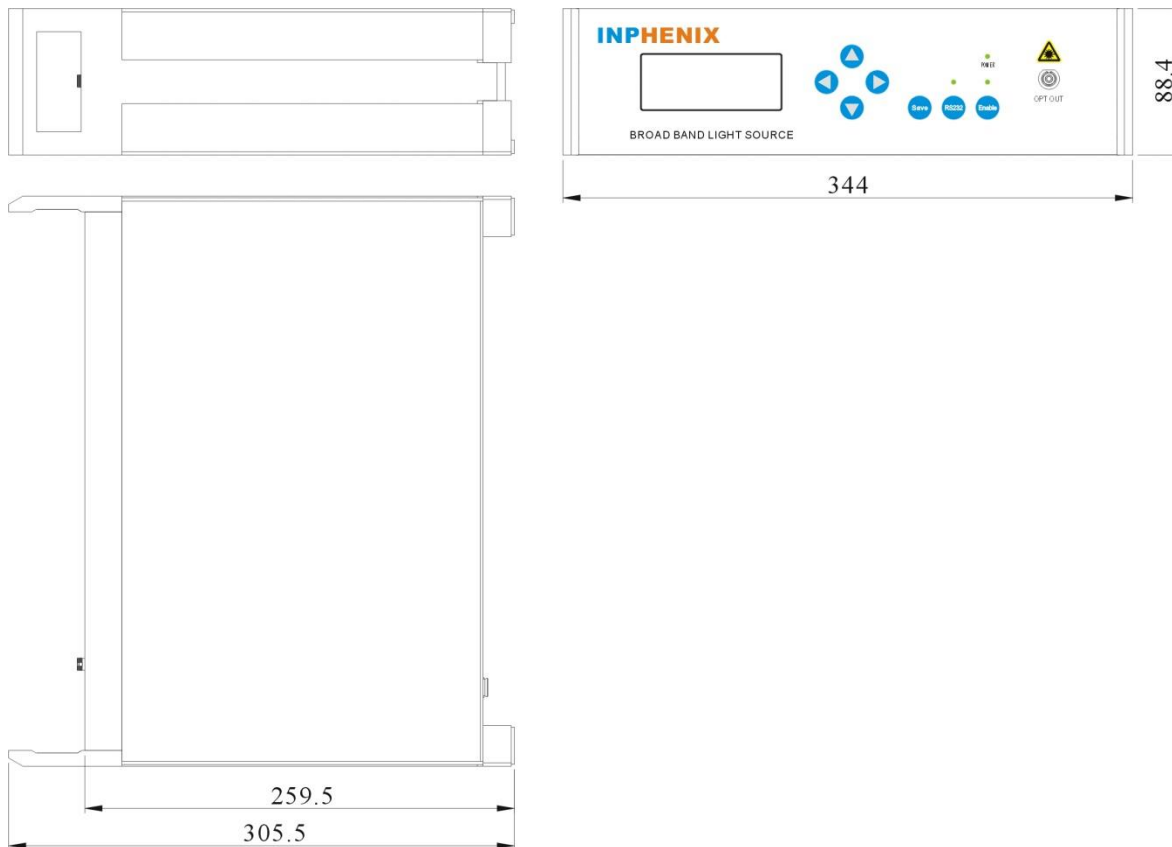 INPHENIX
POWER
OPT OUT
Save RS232 Enable
BROAD BAND LIGHT SOURCE
88.4
344
259.5
305.5